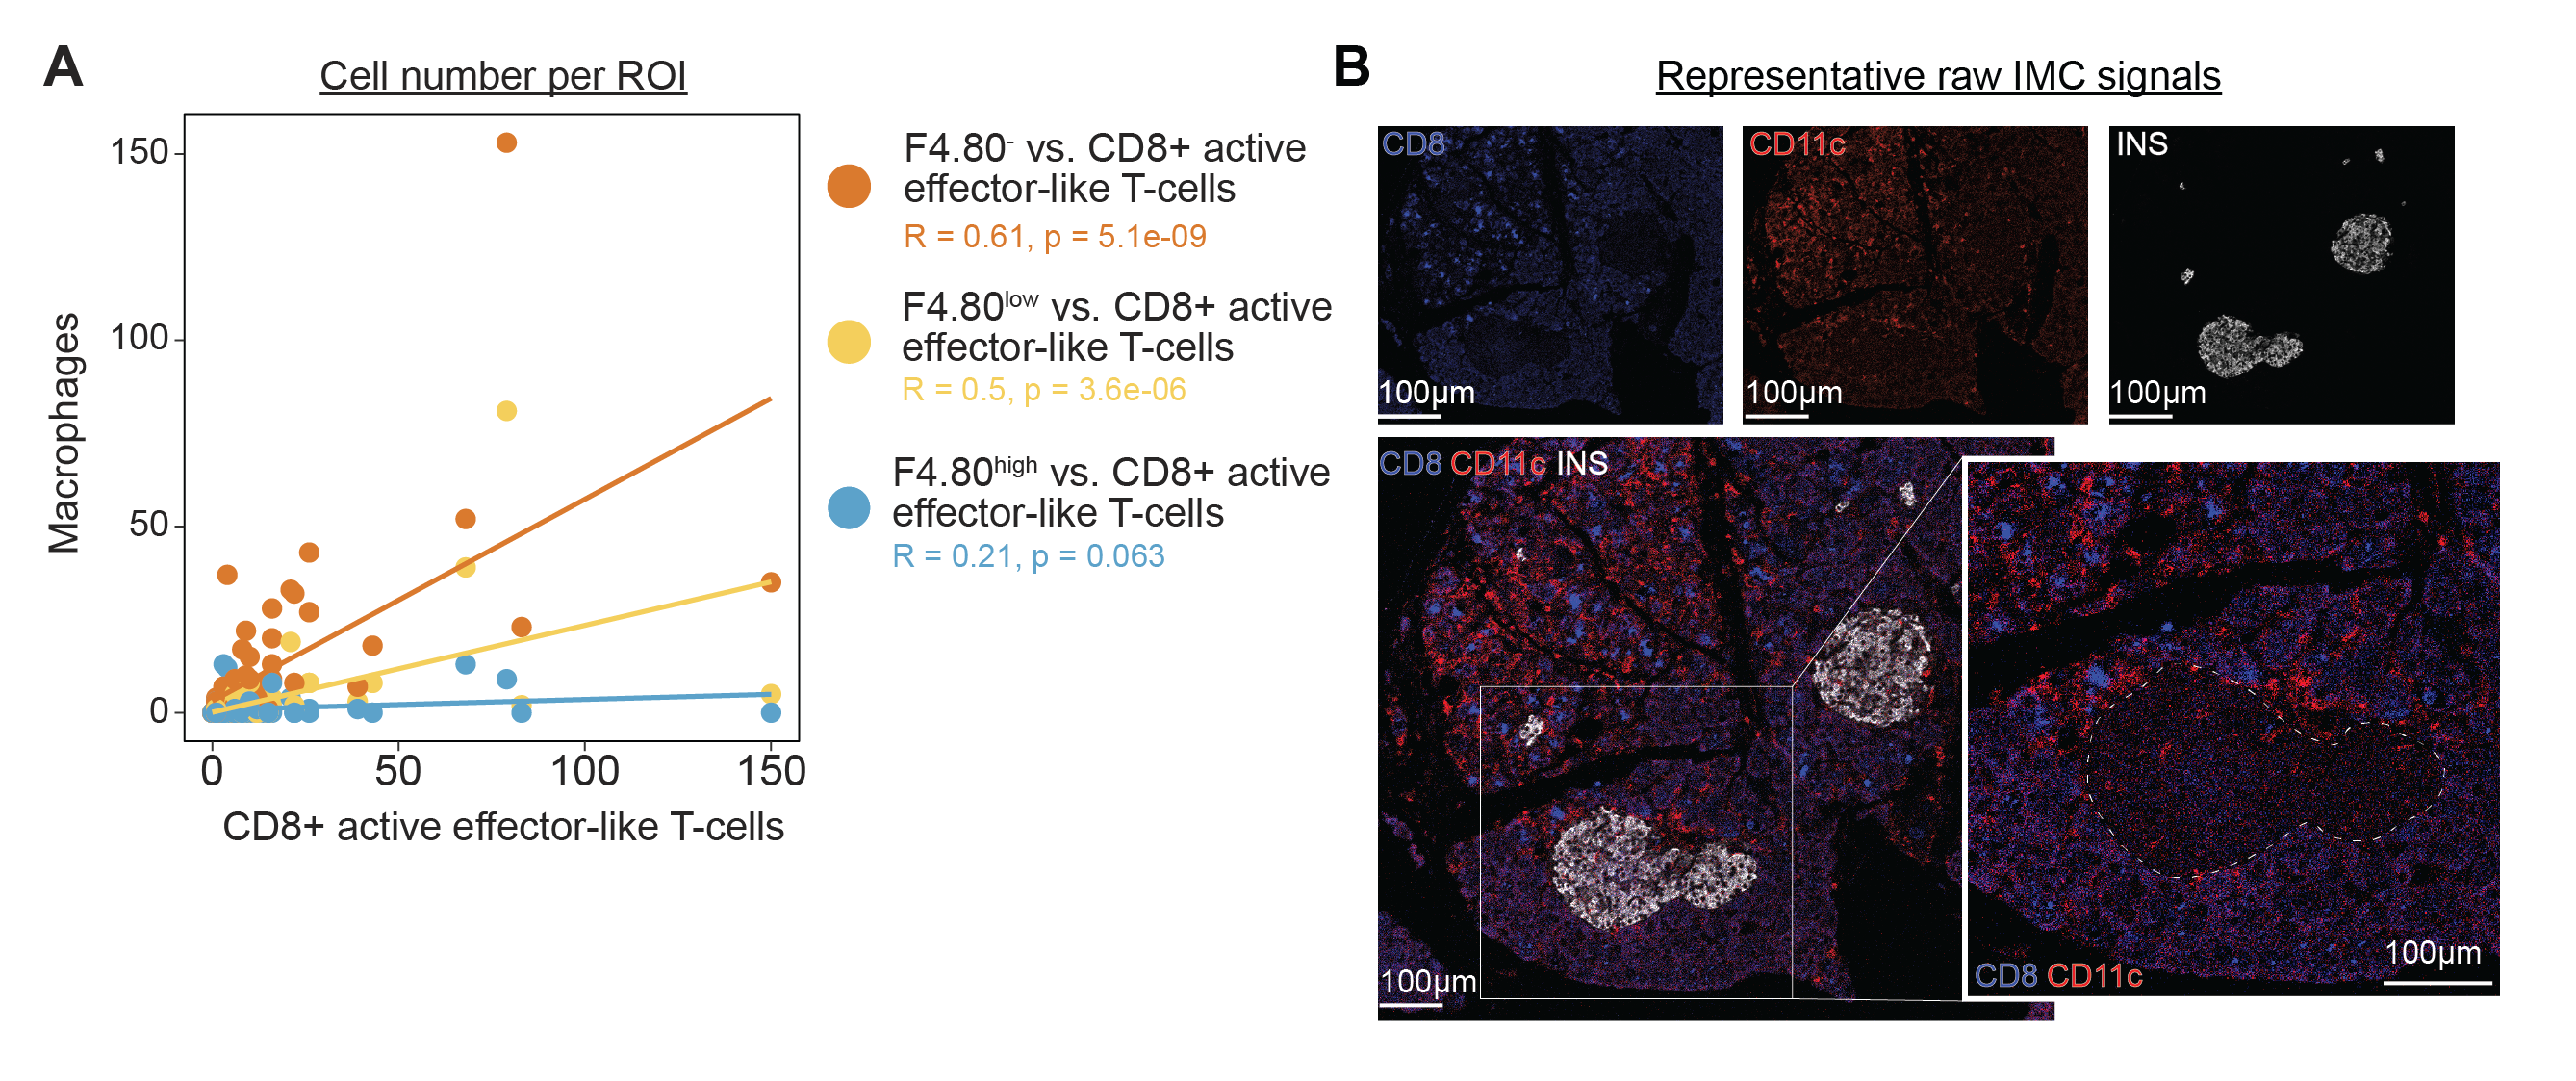 A
Cell number per ROI
150
100
50
0
Macrophages
0 50 100 150
CD8+ active effector-like T-cells
F4.80- vs. CD8+ active
effector-like T-cells
R = 0.61, p = 5.1e-09
F4.80low vs. CD8+ active
effector-like T-cells
R = 0.5, p = 3.6e-06
F4.80high vs. CD8+ active
effector-like T-cells
R = 0.21, p = 0.063
B
Representative raw IMC signals
CD8
100µm
CD11c
100µm
INS
100µm
CD8 CD11c INS
100µm
100µm
CD8 CD11c